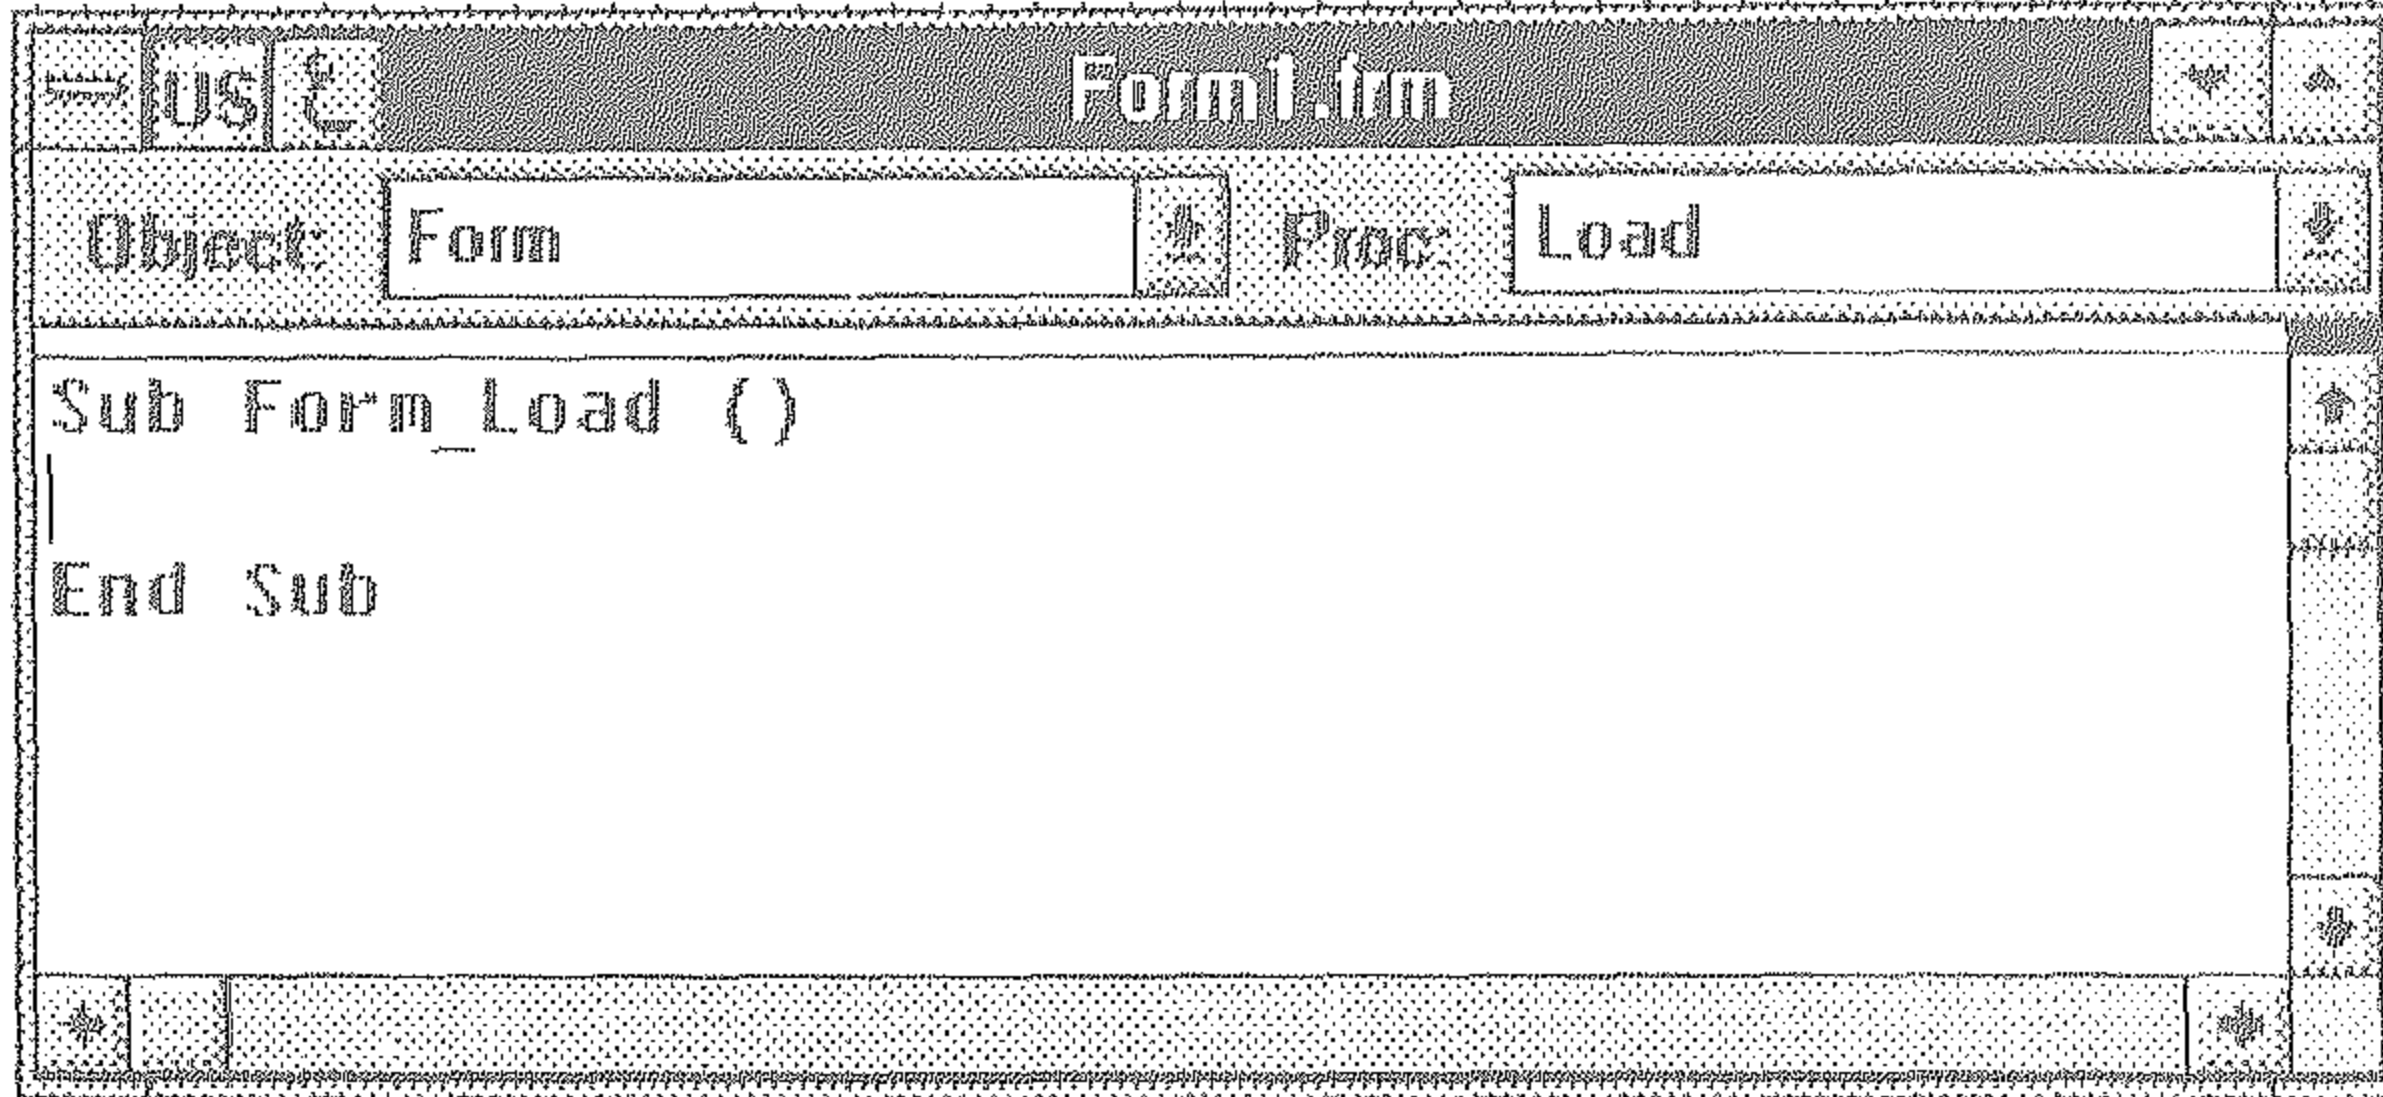 US Form1.frm
Object: Form Proc: Load
Sub Form_Load ()
End Sub